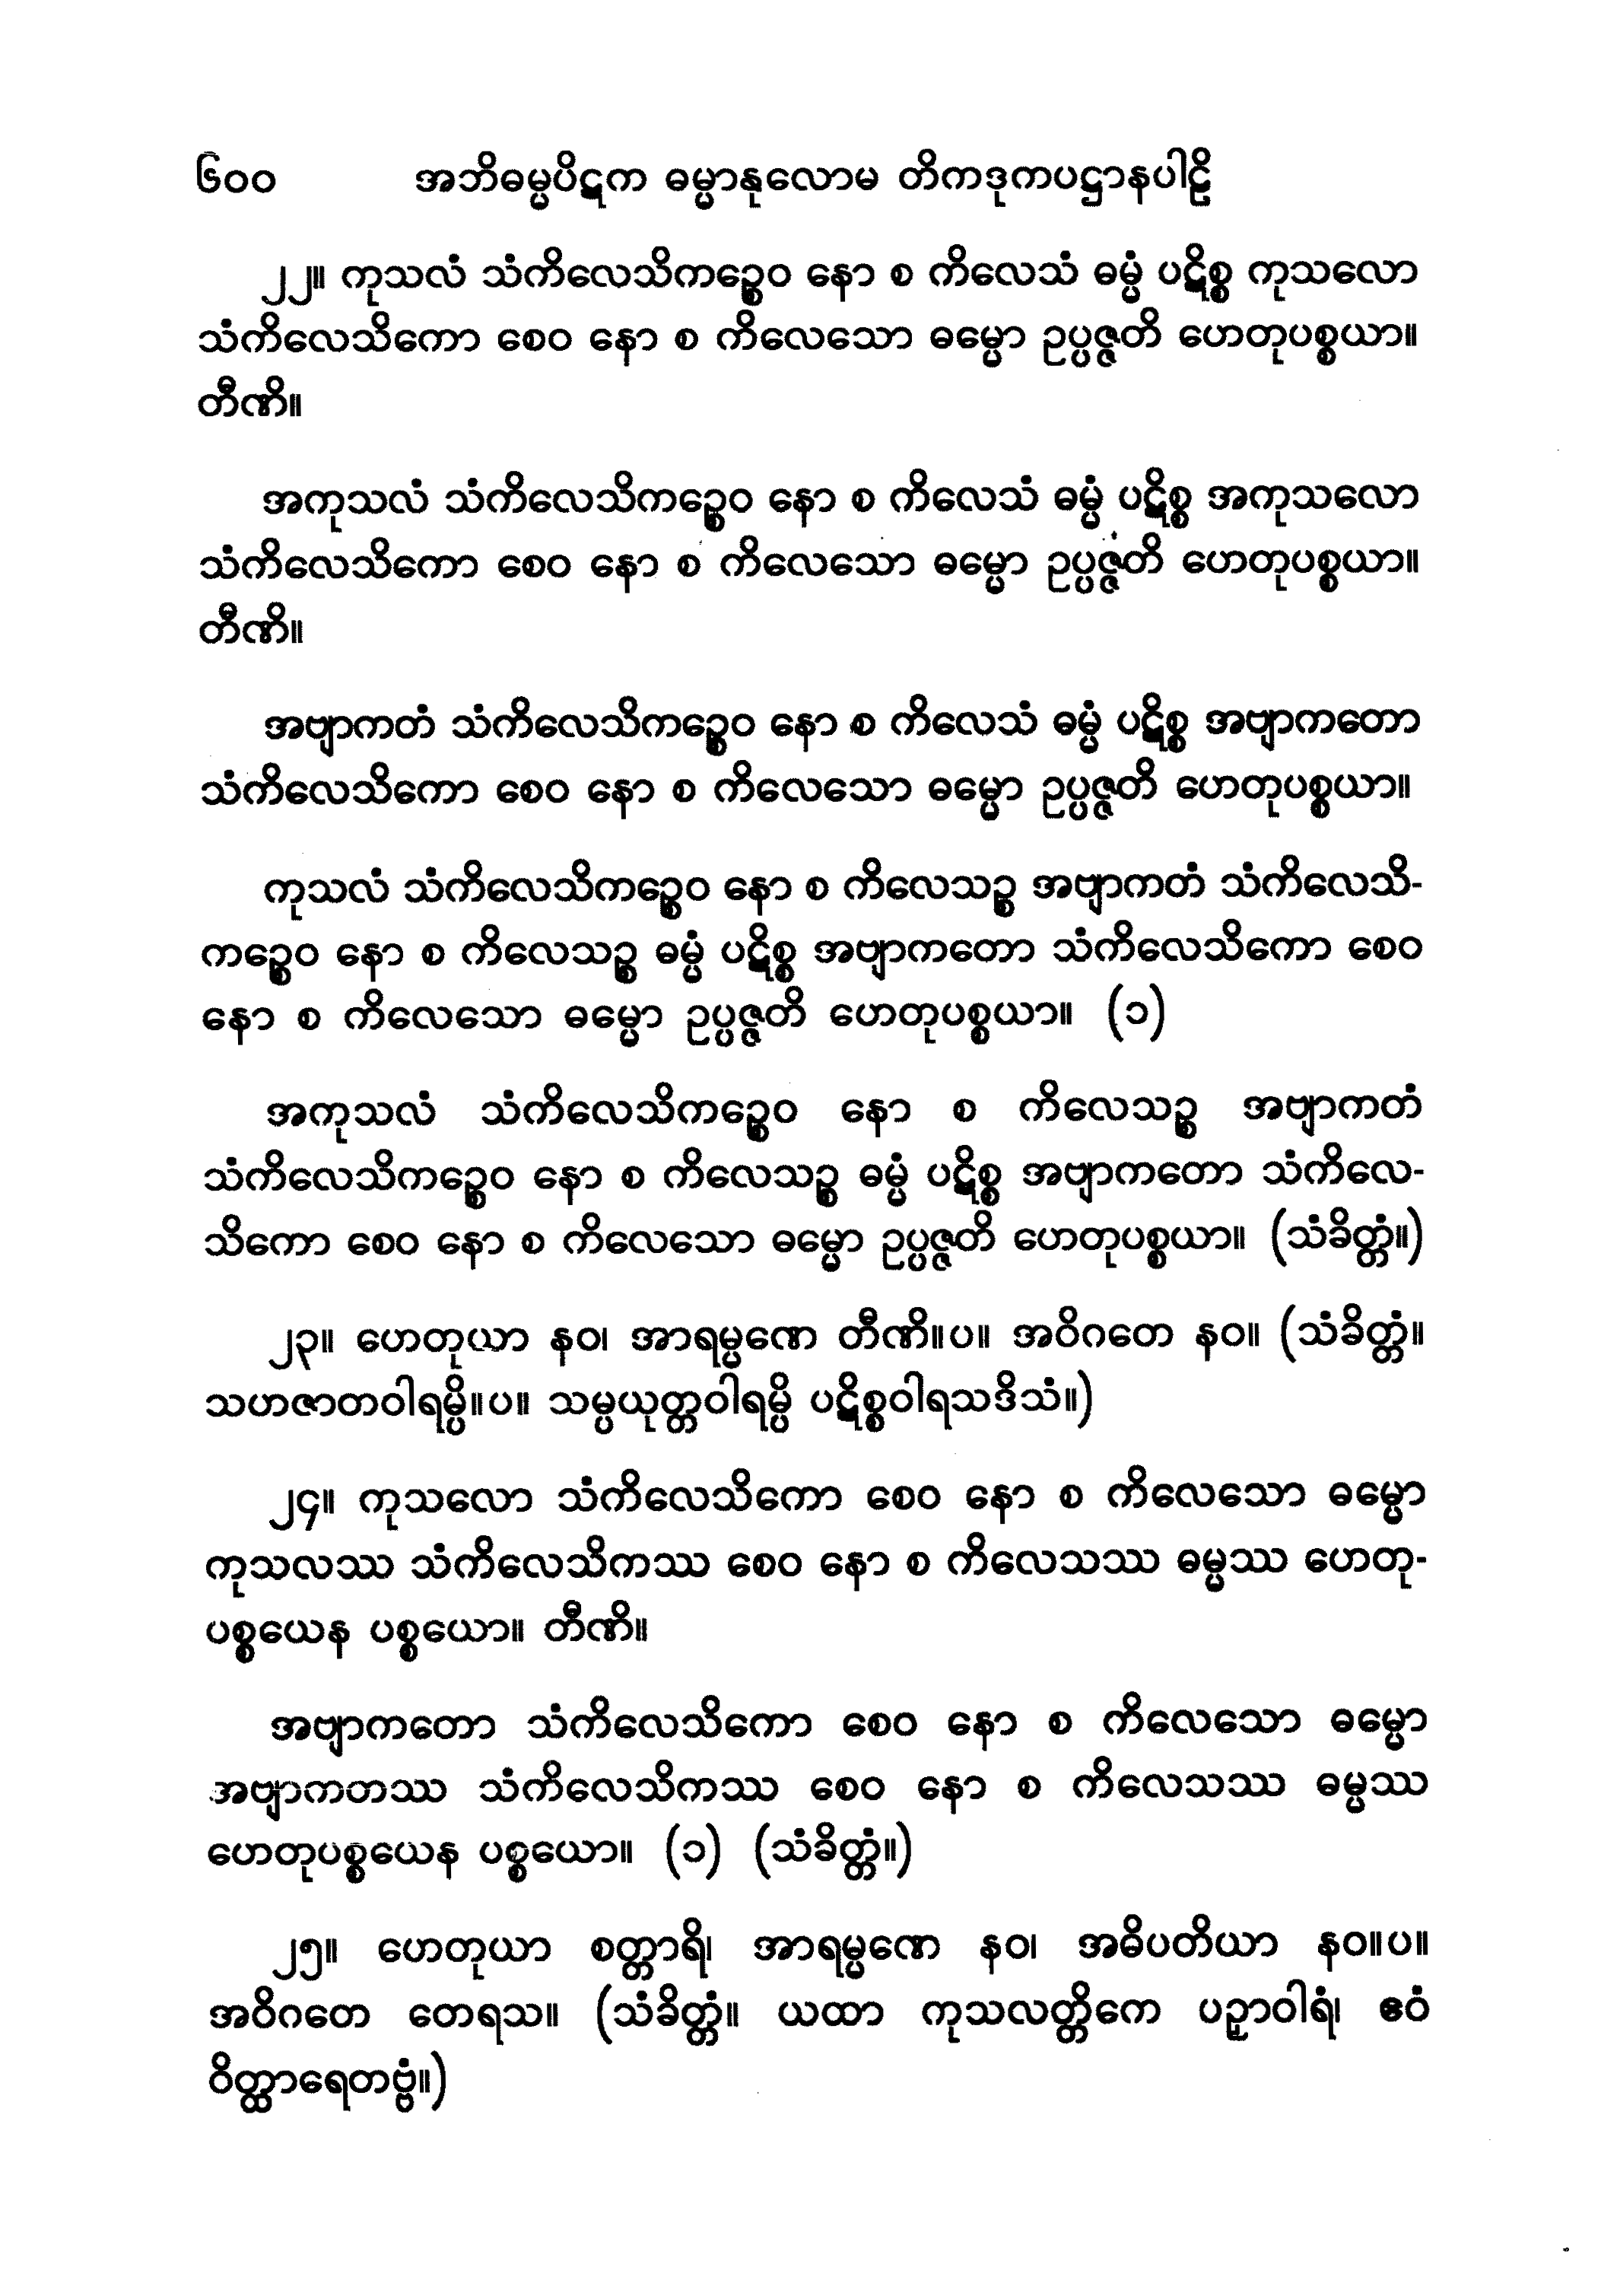 ၆၀၀ အဘိဓမ္မပိဋက ဓမ္မာနုလောမ တိကဒုကပဋ္ဌာနပါဠိ
၂၂။ ကုသလံ သံကိလေသိကဉ္စေဝ နော စ ကိလေသံ ဓမ္မံ ပဋိစ္စ ကုသလော
သံကိလေသိကော စေဝ နော စ ကိလေသော ဓမ္မော ဥပ္ပဇ္ဇတိ ဟေတုပစ္စယာ။
တီဏိ။
အကုသလံ သံကိလေသိကဉ္စေဝ နော စ ကိလေသံ ဓမ္မံ ပဋိစ္စ အကုသလော
သံကိလေသိကော စေဝ နော စ ကိလေသော ဓမ္မော ဥပ္ပဇ္ဇတိ ဟေတုပစ္စယာ။
တီဏိ။
အဗျာကတံ သံကိလေသိကဉ္စေဝ နော စ ကိလေသံ ဓမ္မံ ပဋိစ္စ အဗျာကတော
သံကိလေသိကော စေဝ နော စ ကိလေသော ဓမ္မော ဥပ္ပဇ္ဇတိ ဟေတုပစ္စယာ။
ကုသလံ သံကိလေသိကဉ္စေဝ နော စ ကိလေသဉ္စ အဗျာကတံ သံကိလေသိ-
ကဉ္စေဝ နော စ ကိလေသဉ္စ ဓမ္မံ ပဋိစ္စ အဗျာကတော သံကိလေသိကော စေဝ
နော စ ကိလေသော ဓမ္မော ဥပ္ပဇ္ဇတိ ဟေတုပစ္စယာ။ (၁)
အကုသလံ သံကိလေသိကဉ္စေဝ နော စ ကိလေသဉ္စ အဗျာကတံ
သံကိလေသိကဉ္စေဝ နော စ ကိလေသဉ္စ ဓမ္မံ ပဋိစ္စ အဗျာကတော သံကိလေ-
သိကော စေဝ နော စ ကိလေသော ဓမ္မော ဥပ္ပဇ္ဇတိ ဟေတုပစ္စယာ။ (သံခိတ္တံ။)
၂၃။ ဟေတုယာ နဝ၊ အာရမ္မဏေ တီဏိ။ပ။ အဝိဂတေ နဝ။ (သံခိတ္တံ။
သဟဇာတဝါရမ္ပိ။ပ။ သမ္ပယုတ္တဝါရမ္ပိ ပဋိစ္စဝါရသဒိသံ။)
၂၄။ ကုသလော သံကိလေသိကော စေဝ နော စ ကိလေသော ဓမ္မော
ကုသလဿ သံကိလေသိကဿ စေဝ နော စ ကိလေသဿ ဓမ္မဿ ဟေတု-
ပစ္စယေန ပစ္စယော။ တီဏိ။
အဗျာကတော သံကိလေသိကော စေဝ နော စ ကိလေသော ဓမ္မော
အဗျာကတဿ သံကိလေသိကဿ စေဝ နော စ ကိလေသဿ ဓမ္မဿ
ဟေတုပစ္စယေန ပစ္စယော။ (၁) (သံခိတ္တံ။)
၂၅။ ဟေတုယာ စတ္တာရိ၊ အာရမ္မဏေ နဝ၊ အဓိပတိယာ နဝ။ပ။
အဝိဂတေ တေရသ။ (သံခိတ္တံ။ ယထာ ကုသလတ္တိကေ ပဉှာဝါရံ၊ ဧဝံ
ဝိတ္ထာရေတဗ္ဗံ။)